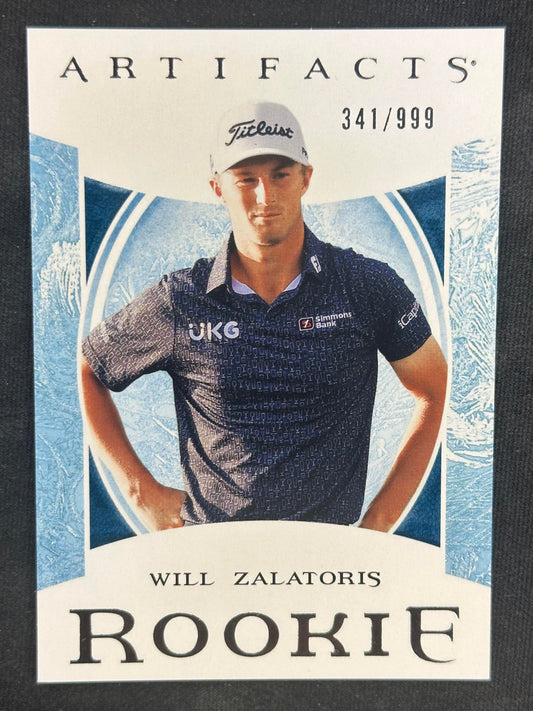 ARTIFACTS®
341/999
Titleist
UKG
Simmons
Bank
WILL ZALATORIS
ROOKIE